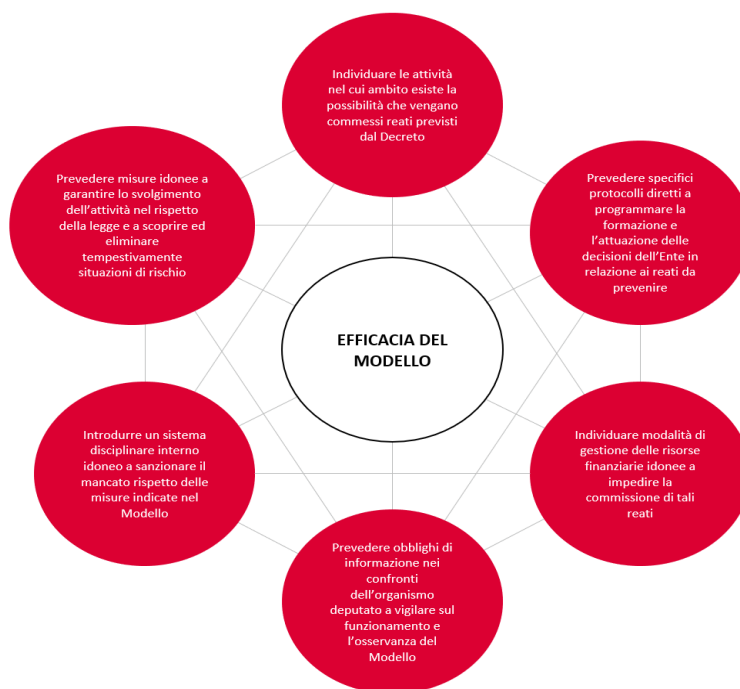 Individuare le attività
nel cui ambito esiste la
possibilità che vengano
commessi reati previsti
dal Decreto
Prevedere specifici
protocolli diretti a
programmare la
formazione e
l'attuazione delle
decisioni dell'Ente in
relazione ai reati da
prevenire
Individuare modalità di
gestione delle risorse
finanziarie idonee a
impedire la
commissione di tali
reati
Prevedere obblighi di
informazione nei
confronti
dell'organismo
deputato a vigilare sul
funzionamento e
l'osservanza del
Modello
Introdurre un sistema
disciplinare interno
idoneo a sanzionare il
mancato rispetto delle
misure indicate nel
Modello
Prevedere misure idonee a
garantire lo svolgimento
dell'attività nel rispetto
della legge e a scoprire ed
eliminare
tempestivamente
situazioni di rischio
EFFICACIA DEL
MODELLO